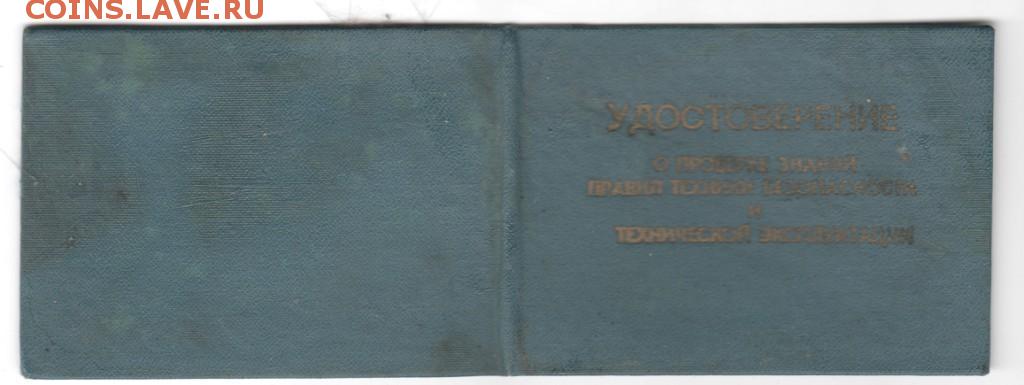 COINS.LAVE.RU
УДОСТОВЕРЕНИЕ
О ПРОВЕРКЕ ЗНАНИЙ
ПРАВИЛ ТЕХНИКИ БЕЗОПАСНОСТИ
И
ТЕХНИЧЕСКОЙ ЭКСПЛУАТАЦИИ